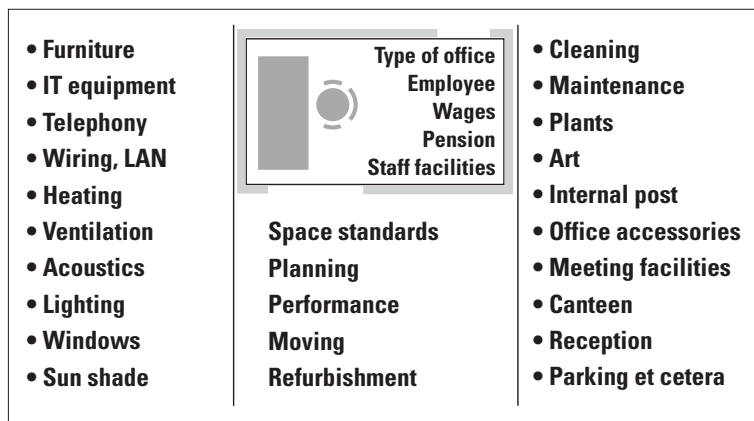 • Furniture
• IT equipment
• Telephony
• Wiring, LAN
• Heating
• Ventilation
• Acoustics
• Lighting
• Windows
• Sun shade
Type of office
Employee
Wages
Pension
Staff facilities
Space standards
Planning
Performance
Moving
Refurbishment
• Cleaning
• Maintenance
• Plants
• Art
• Internal post
• Office accessories
• Meeting facilities
• Canteen
• Reception
• Parking et cetera